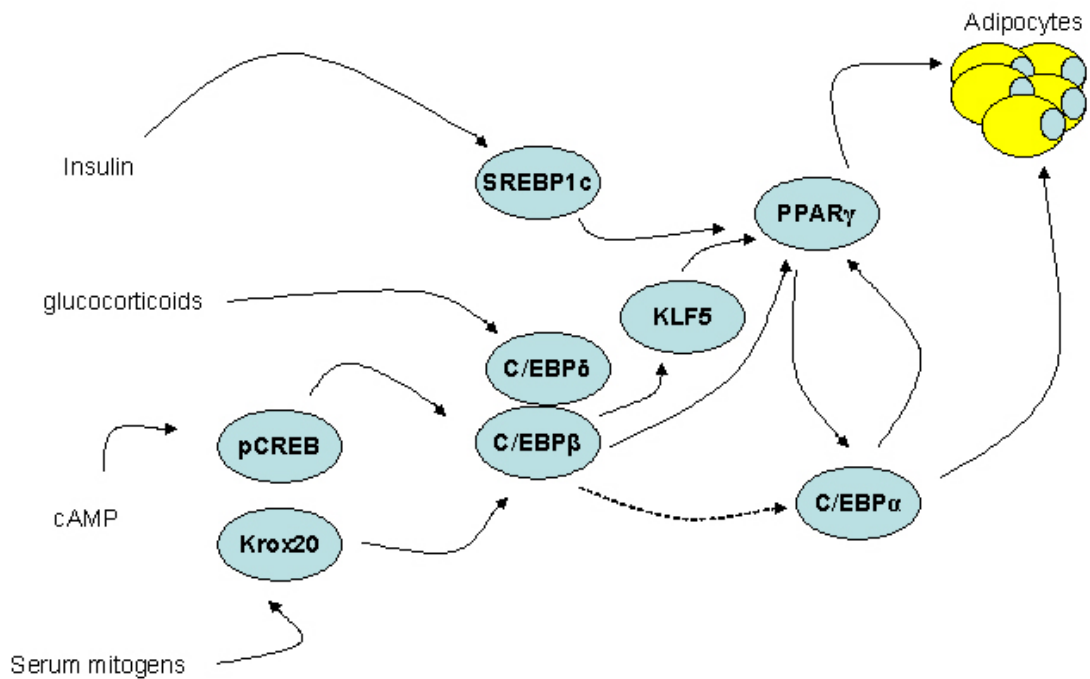 Adipocytes
Insulin
SREBP1c
PPARγ
glucocorticoids
KLF5
C/EBPδ
pCREB
C/EBPβ
C/EBPα
cAMP
Krox20
Serum mitogens